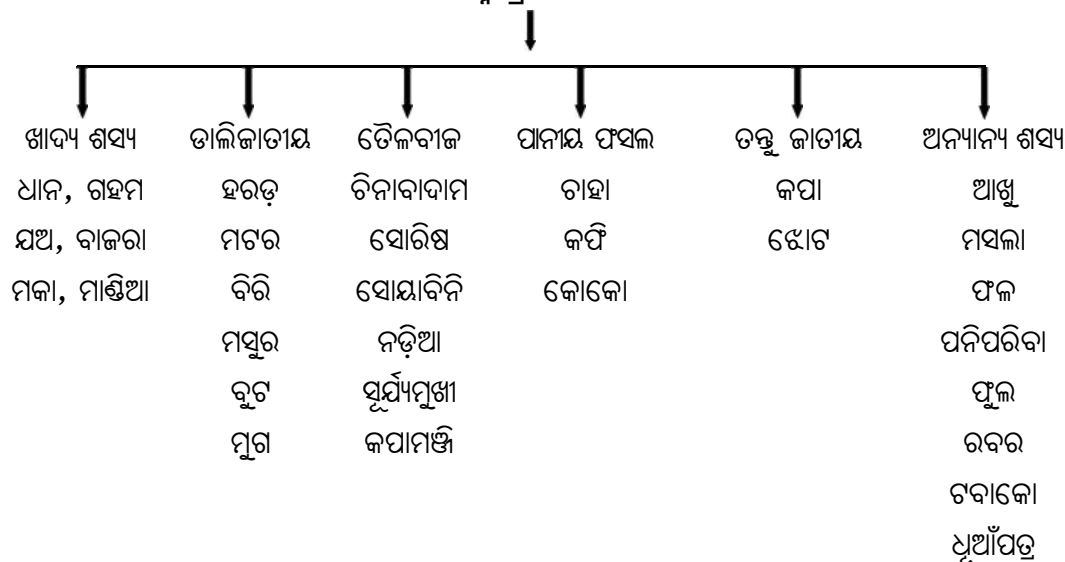 ଖାଦ୍ୟ ଶସ୍ୟ ଡାଲିଜାତୀୟ ତୈଳବୀଜ ପାନୀୟ ଫସଲ ତନ୍ତୁ ଜାତୀୟ ଅନ୍ୟାନ୍ୟ ଶସ୍ୟ
ଧାନ, ଗହମ ହରଡ଼ ଚିନାବାଦାମ ଚାହା କପା ଆଖୁ
ଯଅ, ବାଜରା ମଟର ସୋରିଷ କଫି ଝୋଟ ମସଲା
ମକା, ମାଣ୍ଡିଆ ବିରି ସୋୟାବିନି କୋକୋ ଫଳ
ମସୁର ନଡ଼ିଆ ପନିପରିବା
ବୁଟ ସୂର୍ଯ୍ୟମୁଖୀ ଫୁଲ
ମୁଗ କପାମଞ୍ଜି ରବର
ଟବାକୋ
ଧୂଆଁପତ୍ର